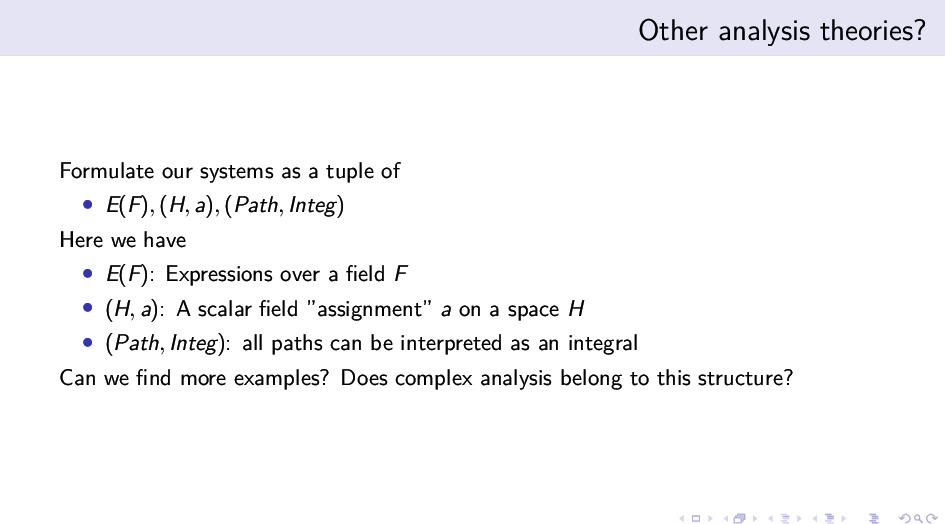 Other analysis theories?
Formulate our systems as a tuple of
• E(F), (H, a), (Path, Integ)
Here we have
• E(F): Expressions over a field F
• (H, a): A scalar field ”assignment” a on a space H
• (Path, Integ): all paths can be interpreted as an integral
Can we find more examples? Does complex analysis belong to this structure?